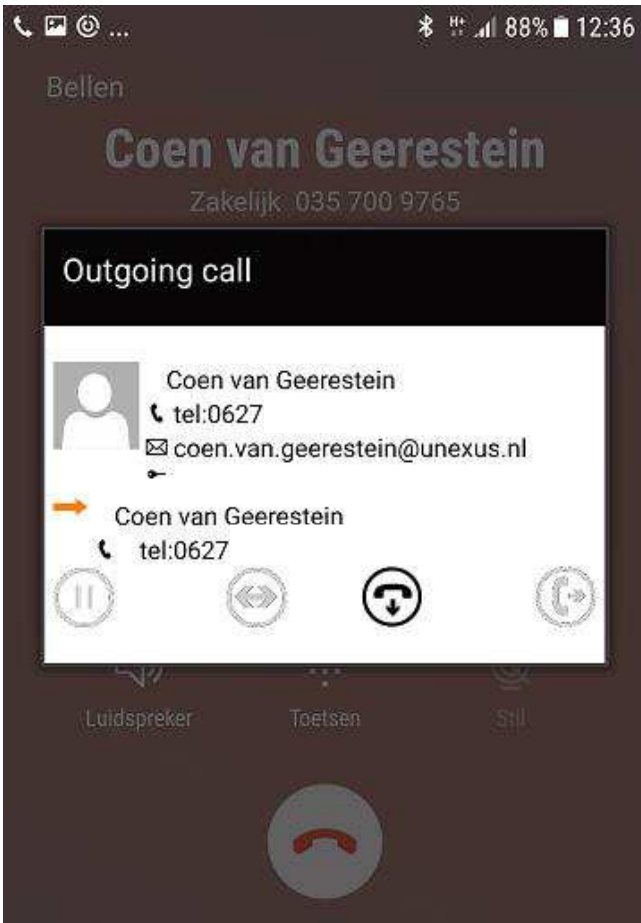 ... H+ 88% 12:36
Bellen
Coen van Geerestein
Zakelijk 035 700 9765
Outgoing call
Coen van Geerestein
tel:0627
coen.van.geerestein@unexus.nl
Coen van Geerestein
tel:0627
Luidspreker Toetsen Stil